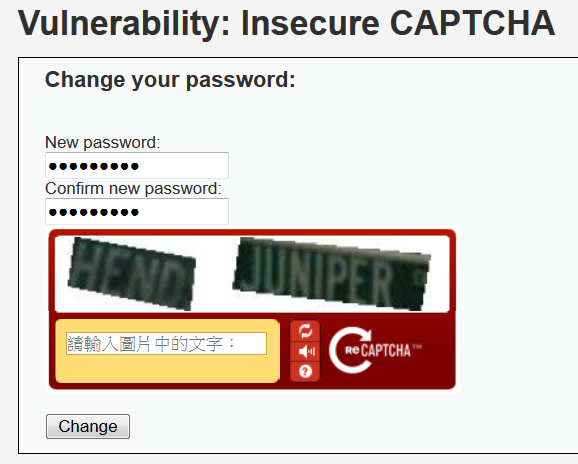 Vulnerability: Insecure CAPTCHA
Change your password:
New password:
●●●●●●●●●
Confirm new password:
●●●●●●●●●
HEND JUNIPER
請輸入圖片中的文字：
reCAPTCHA™
Change